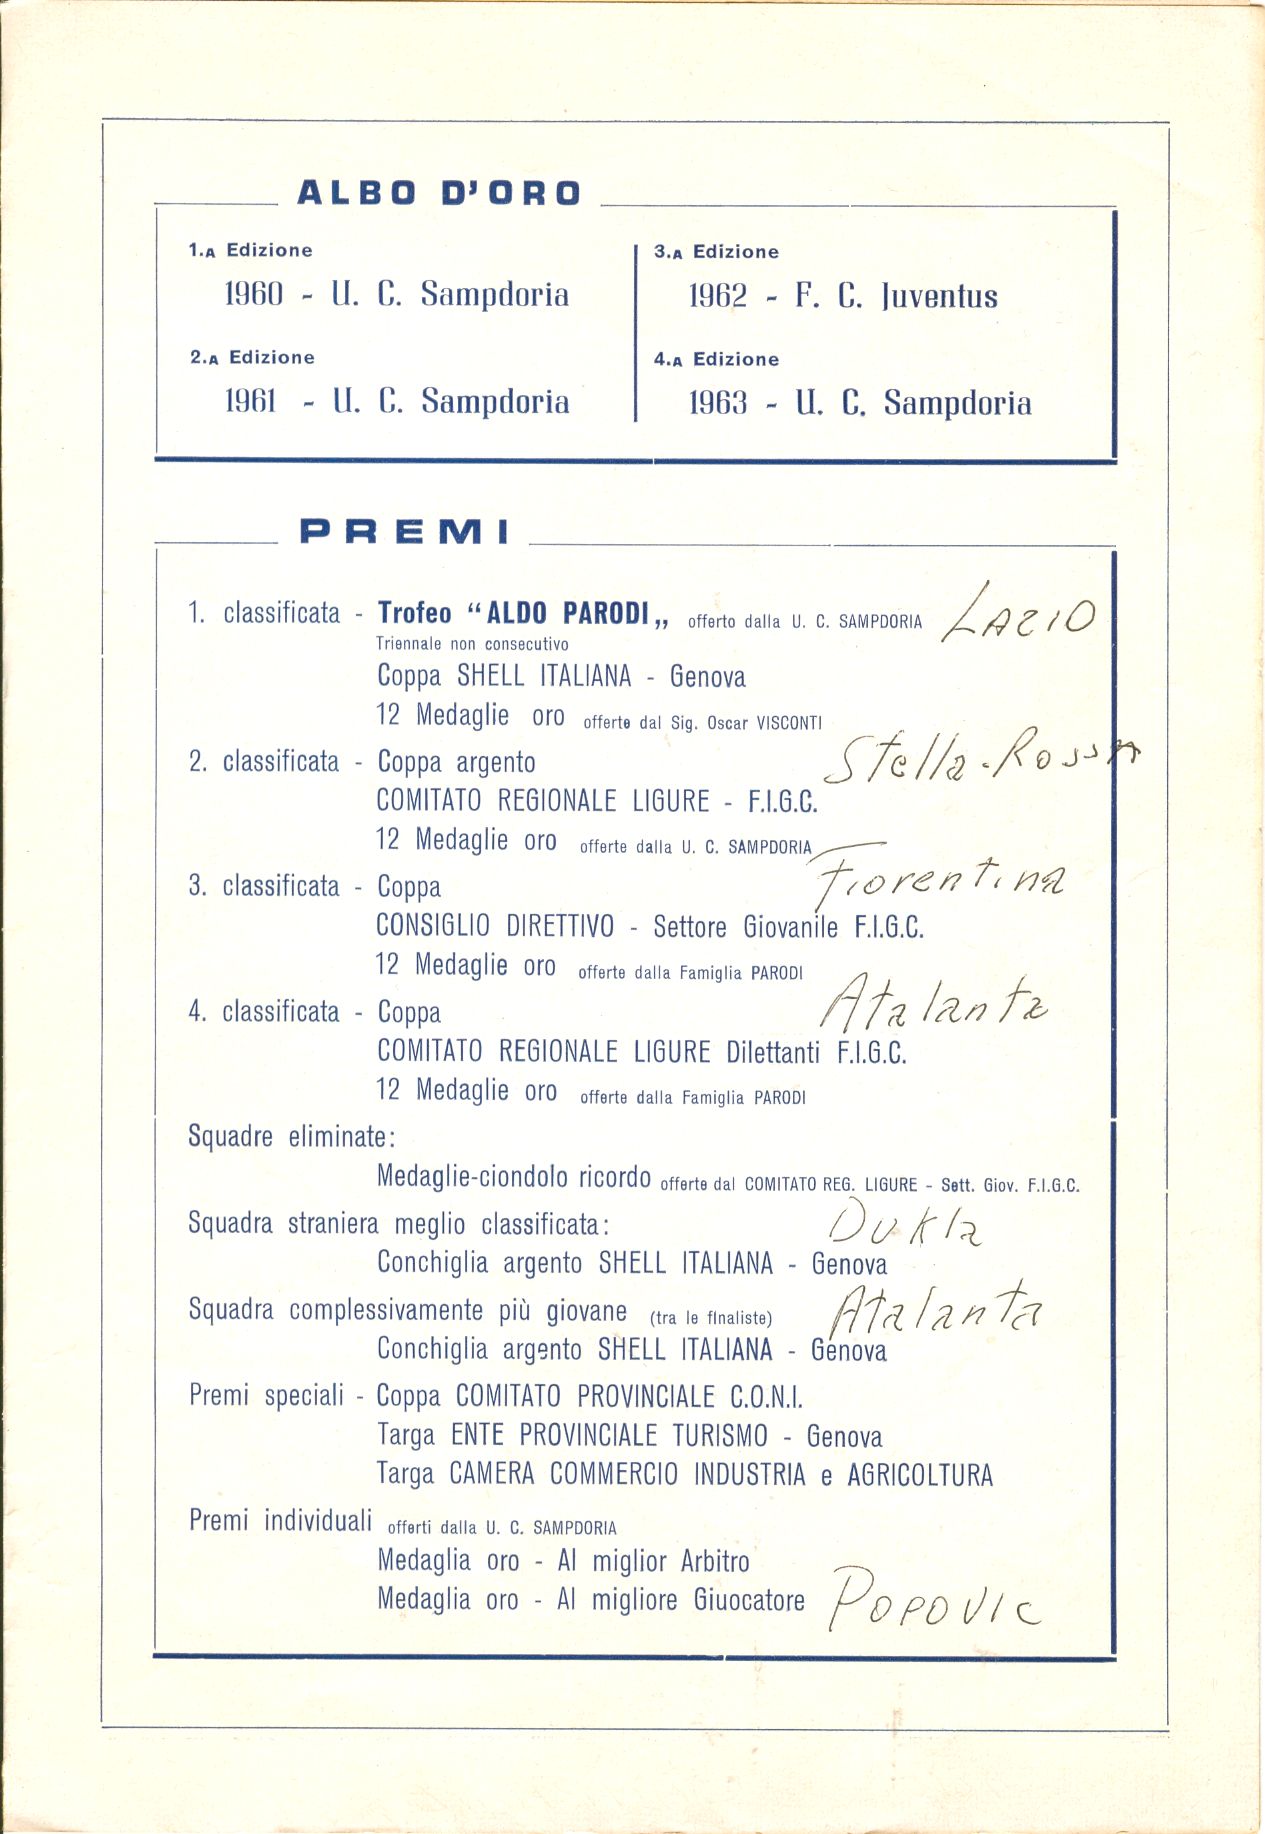 ALBO D'ORO
1.A Edizione
1960 - U. C. Sampdoria
2.A Edizione
1961 - U. C. Sampdoria
3.A Edizione
1962 - F. C. Juventus
4.A Edizione
1963 - U. C. Sampdoria
PREMI
1. classificata - Trofeo “ALDO PARODI„ offerto dalla U. C. SAMPDORIA LAZIO
Triennale non consecutivo
Coppa SHELL ITALIANA - Genova
12 Medaglie oro offerte dal Sig. Oscar VISCONTI
2. classificata - Coppa argento Stella-Rossa
COMITATO REGIONALE LIGURE - F.I.G.C.
12 Medaglie oro offerte dalla U. C. SAMPDORIA
3. classificata - Coppa Fiorentina
CONSIGLIO DIRETTIVO - Settore Giovanile F.I.G.C.
12 Medaglie oro offerte dalla Famiglia PARODI
4. classificata - Coppa Atalanta
COMITATO REGIONALE LIGURE Dilettanti F.I.G.C.
12 Medaglie oro offerte dalla Famiglia PARODI
Squadre eliminate:
Medaglie-ciondolo ricordo offerte dal COMITATO REG. LIGURE - Sett. Giov. F.I.G.C.
Squadra straniera meglio classificata: Dukla
Conchiglia argento SHELL ITALIANA - Genova
Squadra complessivamente più giovane (tra le finaliste) Atalanta
Conchiglia argento SHELL ITALIANA - Genova
Premi speciali - Coppa COMITATO PROVINCIALE C.O.N.I.
Targa ENTE PROVINCIALE TURISMO - Genova
Targa CAMERA COMMERCIO INDUSTRIA e AGRICOLTURA
Premi individuali offerti dalla U. C. SAMPDORIA
Medaglia oro - Al miglior Arbitro
Medaglia oro - Al migliore Giuocatore POPOVIC